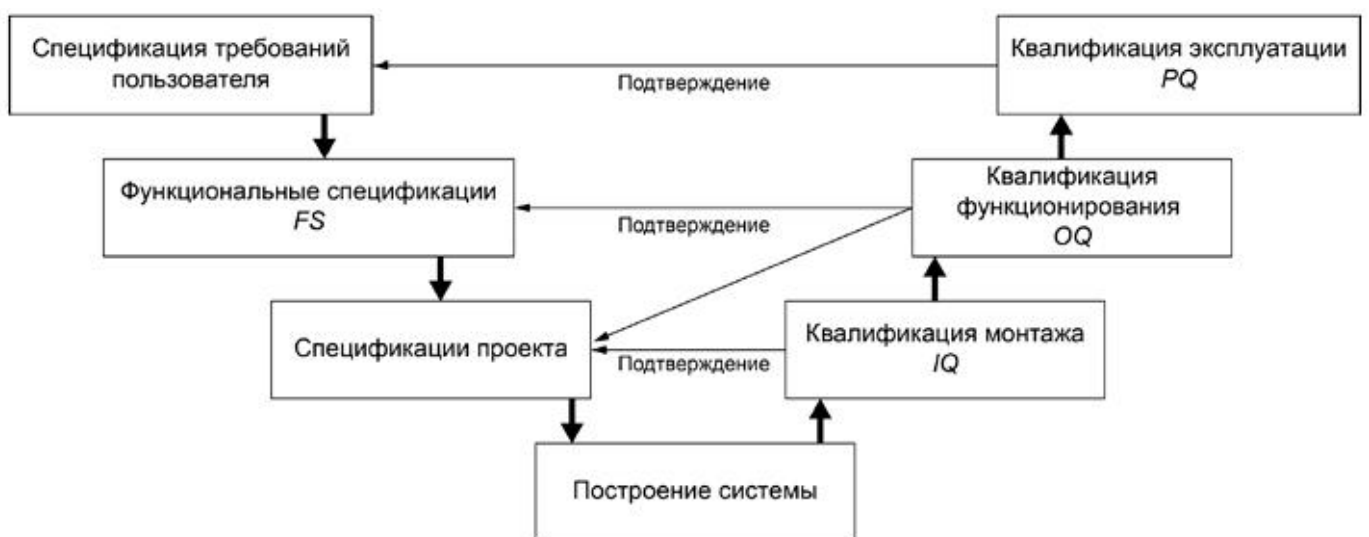 Спецификация требований
пользователя
Подтверждение
Квалификация эксплуатации
PQ
Функциональные спецификации
FS
Подтверждение
Квалификация
функционирования
OQ
Спецификации проекта
Подтверждение
Квалификация монтажа
IQ
Построение системы